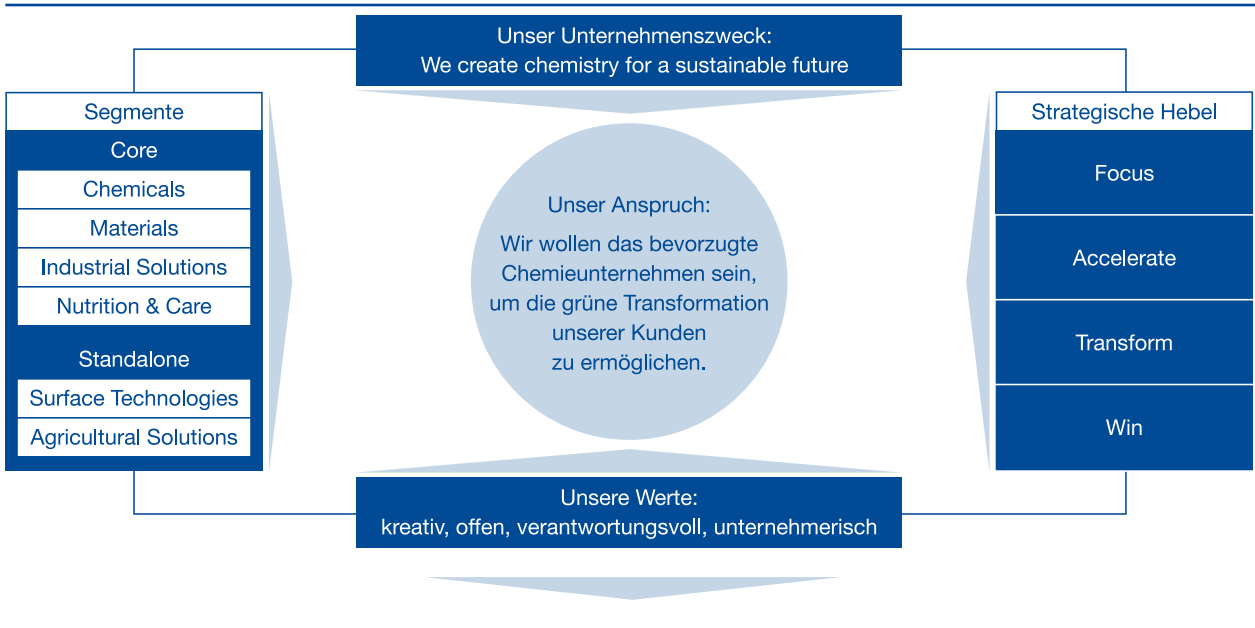 Unser Unternehmenszweck:
We create chemistry for a sustainable future
Segmente
Core
Chemicals
Materials
Industrial Solutions
Nutrition & Care
Standalone
Surface Technologies
Agricultural Solutions
Unser Anspruch:
Wir wollen das bevorzugte
Chemieunternehmen sein,
um die grüne Transformation
unserer Kunden
zu ermöglichen.
Strategische Hebel
Focus
Accelerate
Transform
Win
Unsere Werte:
kreativ, offen, verantwortungsvoll, unternehmerisch